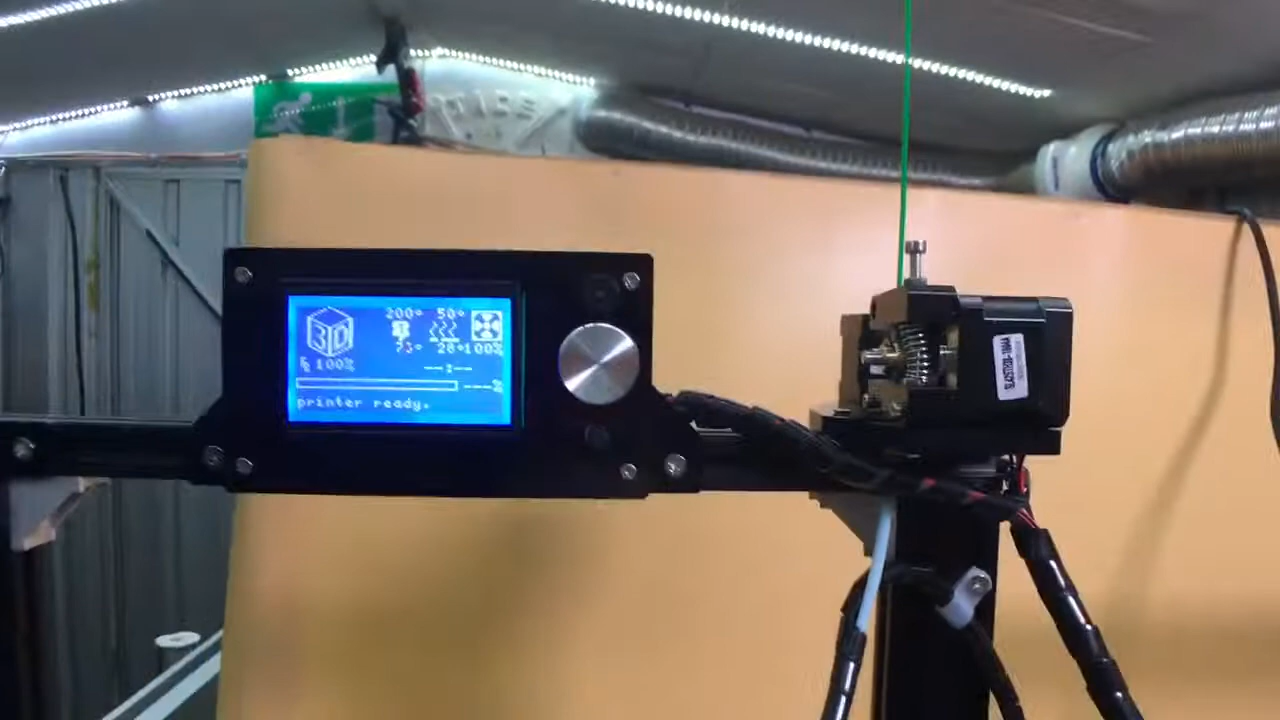 3D
200° 50°
73° 28° 100%
100% --:--
---%
printer ready.